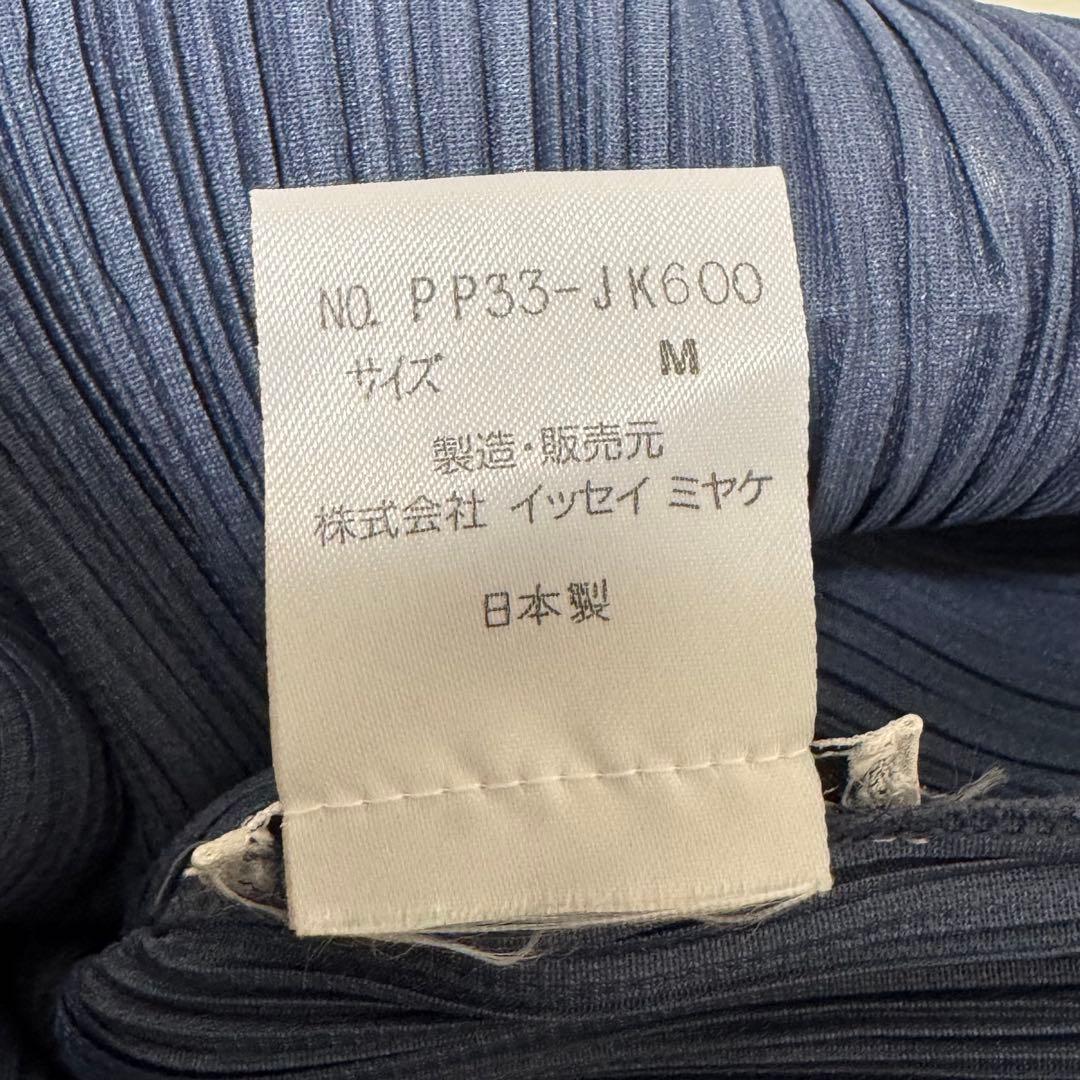 NO. PP33-JK600
サイズ M
製造・販売元
株式会社 イッセイ ミヤケ
日本製